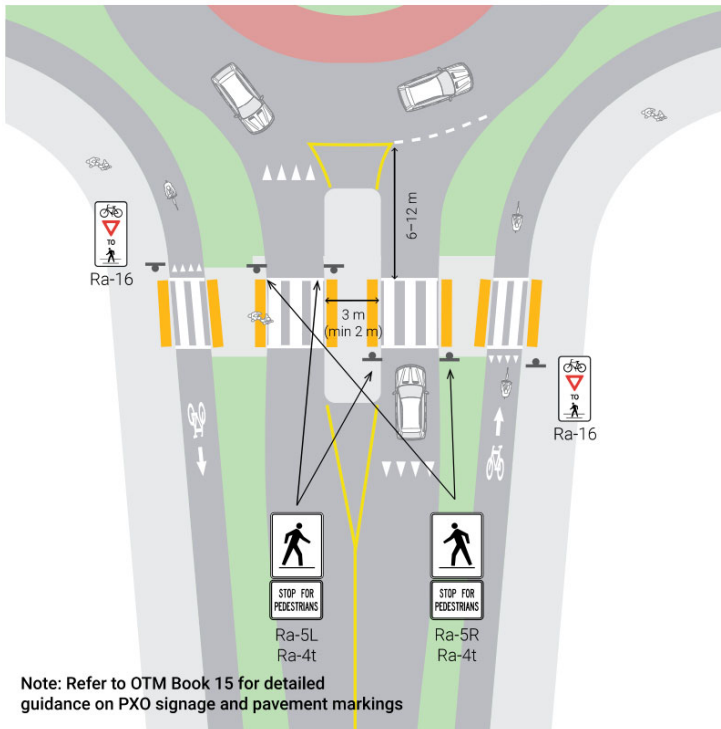 6–12 m
TO
Ra-16
3 m
(min 2 m)
TO
Ra-16
STOP FOR
PEDESTRIANS
Ra-5L
Ra-4t
STOP FOR
PEDESTRIANS
Ra-5R
Ra-4t
Note: Refer to OTM Book 15 for detailed
guidance on PXO signage and pavement markings